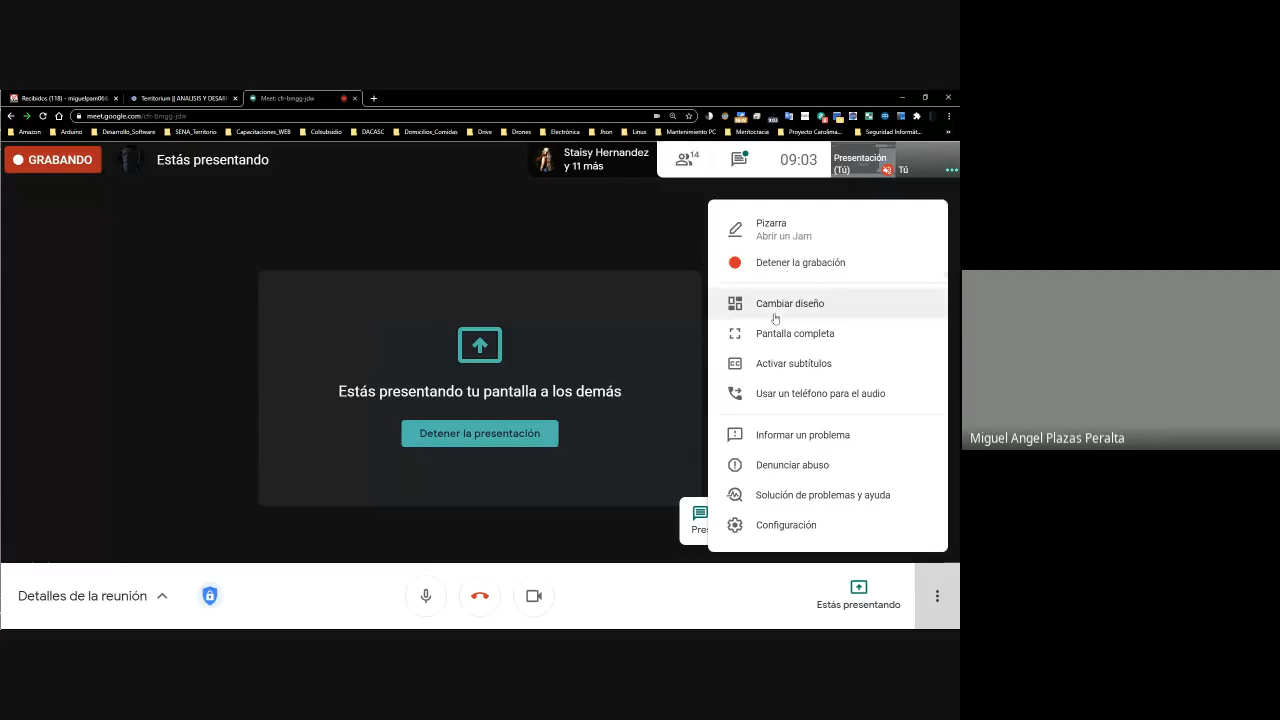 Recibidos (118) - miguelpam06
Territorium || ANALISIS Y DESAR
Meet: cfr-bmgg-jdw
meet.google.com/cfr-bmgg-jdw
Amazon
Arduino
Desarrollo_Software
SENA_Territorio
Capacitaciones_WEB
Colsubsidio
DACASC
Domicilios_Comidas
Drive
Drones
Electrónica
Jhon
Linux
Mantenimiento PC
Meritocracia
Proyecto Carolima...
Seguridad Informát...
GRABANDO
Estás presentando
Staisy Hernandez
y 11 más
14
09:03
Presentación
(Tú)
Tú
Pizarra
Abrir un Jam
Detener la grabación
Cambiar diseño
Pantalla completa
Activar subtítulos
Usar un teléfono para el audio
Informar un problema
Denunciar abuso
Solución de problemas y ayuda
Configuración
Estás presentando tu pantalla a los demás
Detener la presentación
Pres
Miguel Angel Plazas Peralta
Detalles de la reunión
Estás presentando